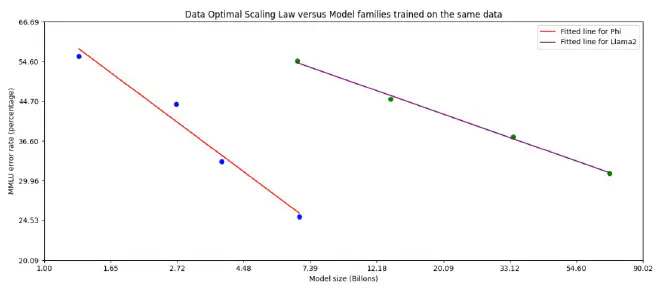 Data Optimal Scaling Law versus Model families trained on the same data
Fitted line for Phi
Fitted line for Llama2
MMLU error rate (percentage)
66.69
54.60
44.70
36.60
29.96
24.53
20.09
1.00 1.65 2.72 4.48 7.39 12.18 20.09 33.12 54.60 90.02
Model size (Billons)